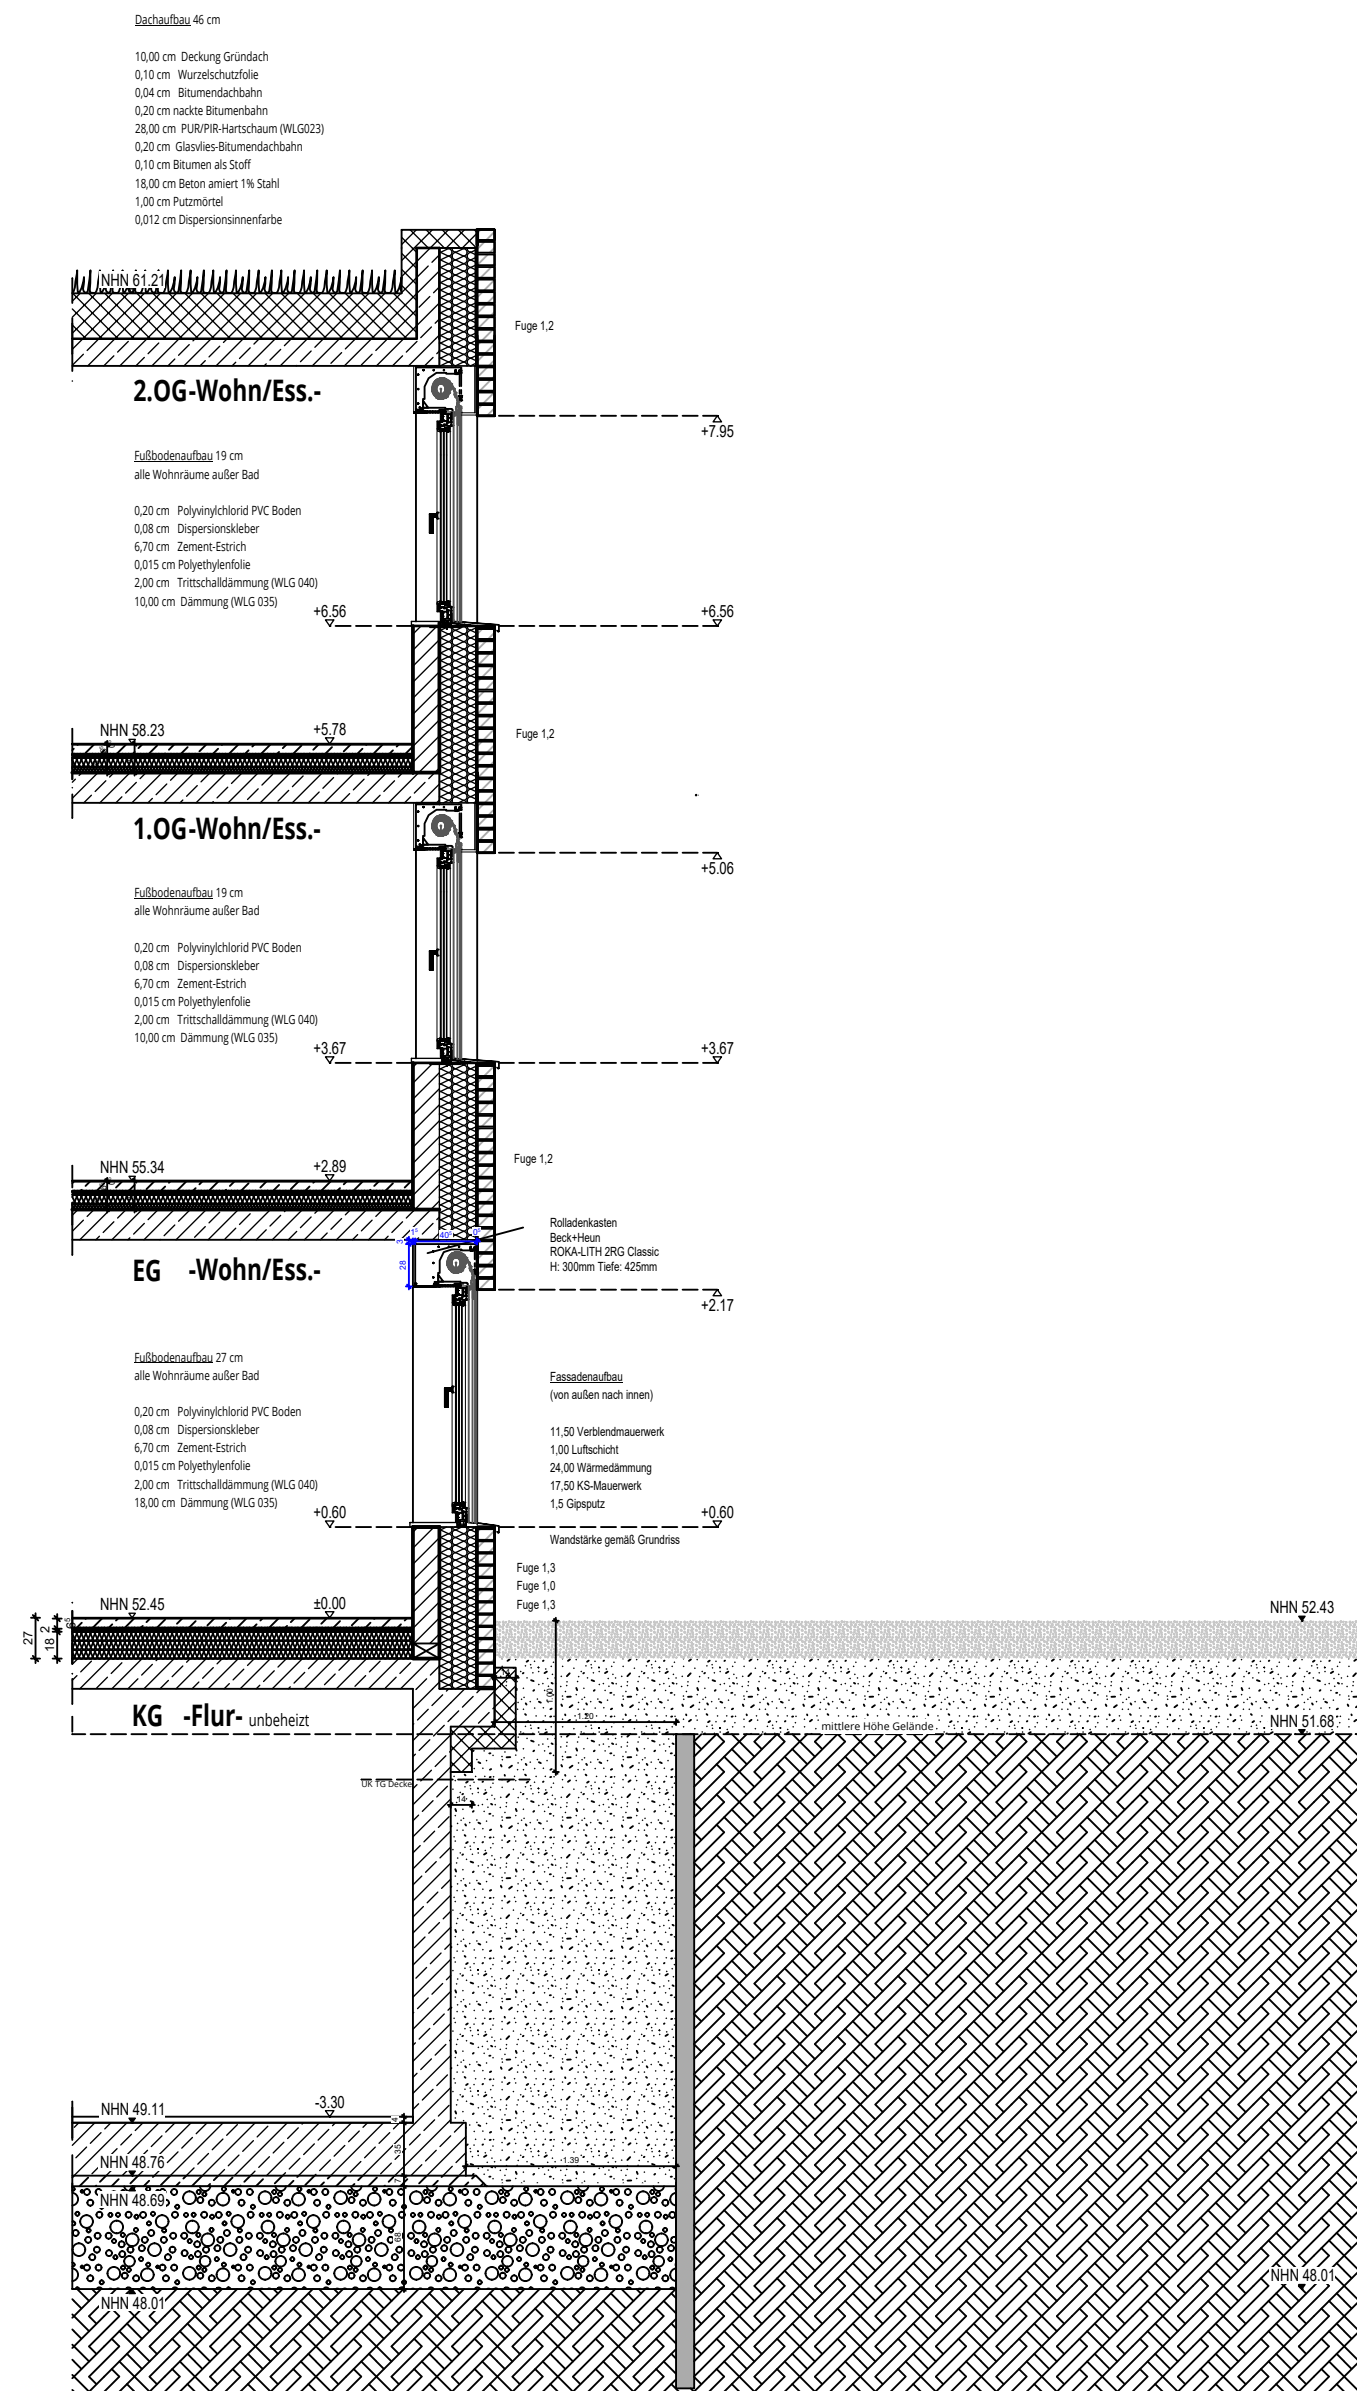 Dachaufbau 46 cm
10,00 cm Deckung Gründach
0,10 cm Wurzelschutzfolie
0,04 cm Bitumendachbahn
0,20 cm nackte Bitumenbahn
28,00 cm PUR/PIR-Hartschaum (WLG023)
0,20 cm Glasvlies-Bitumendachbahn
0,10 cm Bitumen als Stoff
18,00 cm Beton amiert 1% Stahl
1,00 cm Putzmörtel
0,012 cm Dispersionsinnenfarbe
NHN 61.21
Fuge 1,2
2.OG-Wohn/Ess.-
+7.95
Fußbodenaufbau 19 cm
alle Wohnräume außer Bad
0,20 cm Polyvinylchlorid PVC Boden
0,08 cm Dispersionskleber
6,70 cm Zement-Estrich
0,015 cm Polyethylenfolie
2,00 cm Trittschalldämmung (WLG 040)
10,00 cm Dämmung (WLG 035)
+6.56
+6.56
NHN 58.23
+5.78
Fuge 1,2
1.OG-Wohn/Ess.-
+5.06
Fußbodenaufbau 19 cm
alle Wohnräume außer Bad
0,20 cm Polyvinylchlorid PVC Boden
0,08 cm Dispersionskleber
6,70 cm Zement-Estrich
0,015 cm Polyethylenfolie
2,00 cm Trittschalldämmung (WLG 040)
10,00 cm Dämmung (WLG 035)
+3.67
+3.67
NHN 55.34
+2.89
Fuge 1,2
Rolladenkasten
Beck+Heun
ROKA-LITH 2RG Classic
H: 300mm Tiefe: 425mm
3
28
EG -Wohn/Ess.-
+2.17
Fußbodenaufbau 27 cm
alle Wohnräume außer Bad
0,20 cm Polyvinylchlorid PVC Boden
0,08 cm Dispersionskleber
6,70 cm Zement-Estrich
0,015 cm Polyethylenfolie
2,00 cm Trittschalldämmung (WLG 040)
18,00 cm Dämmung (WLG 035)
Fassadenaufbau
(von außen nach innen)
11,50 Verblendmauerwerk
1,00 Luftschicht
24,00 Wärmedämmung
17,50 KS-Mauerwerk
1,5 Gipsputz
+0.60
+0.60
Wandstärke gemäß Grundriss
Fuge 1,3
Fuge 1,0
Fuge 1,3
NHN 52.45
±0.00
NHN 52.43
27
18 2
1.00
KG -Flur- unbeheizt
1.20
mittlere Höhe Gelände
NHN 51.68
UK TG Decke
14
NHN 49.11
-3.30
35
NHN 48.76
1.39
7
NHN 48.69
68
NHN 48.01
NHN 48.01